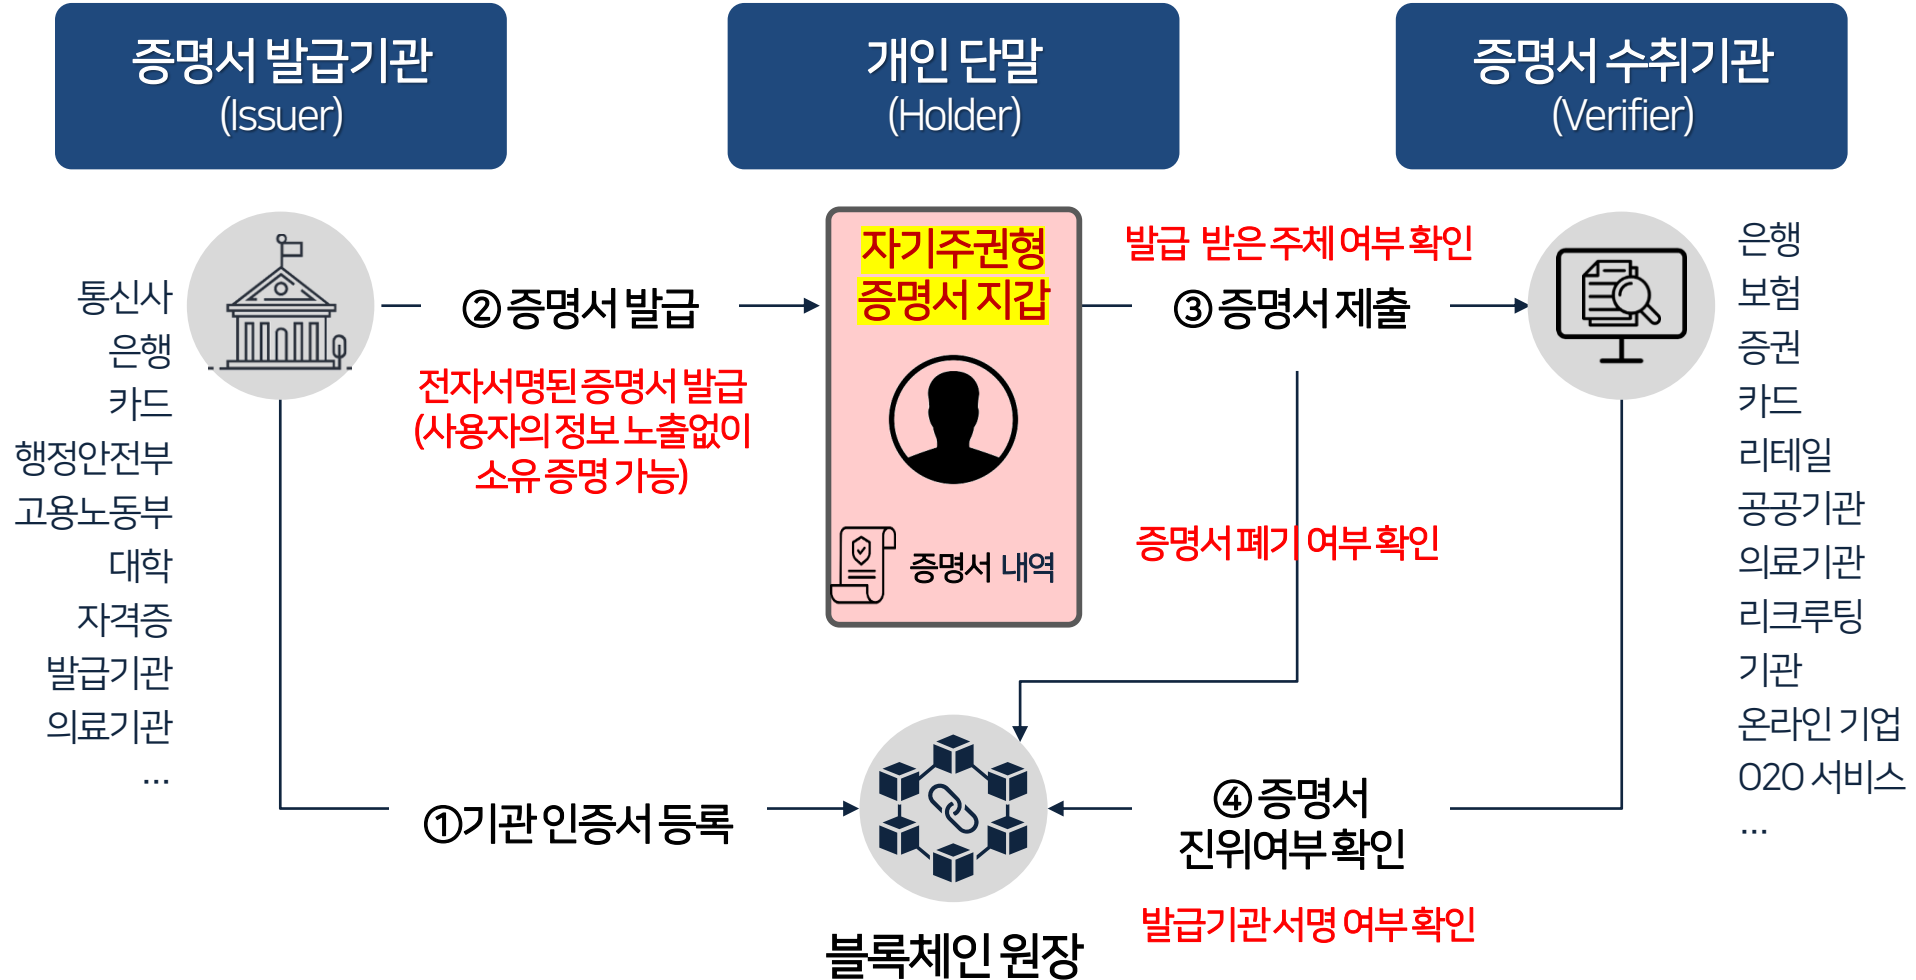 증명서 발급기관
(Issuer)
개인 단말
(Holder)
증명서 수취기관
(Verifier)
통신사
은행
카드
행정안전부
고용노동부
대학
자격증
발급기관
의료기관
...
② 증명서 발급
전자서명된 증명서 발급
(사용자의 정보 노출없이
소유 증명 가능)
자기주권형
증명서 지갑
증명서 내역
발급 받은 주체 여부 확인
③ 증명서 제출
증명서 폐기 여부 확인
은행
보험
증권
카드
리테일
공공기관
의료기관
리크루팅
기관
온라인 기업
O2O 서비스
...
①기관 인증서 등록
④ 증명서
진위여부 확인
발급기관 서명 여부 확인
블록체인 원장